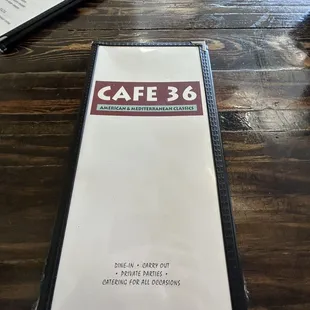 CAFE 36
AMERICAN & MEDITERRANEAN CLASSICS
DINE-IN • CARRY OUT
• PRIVATE PARTIES •
CATERING FOR ALL OCCASIONS